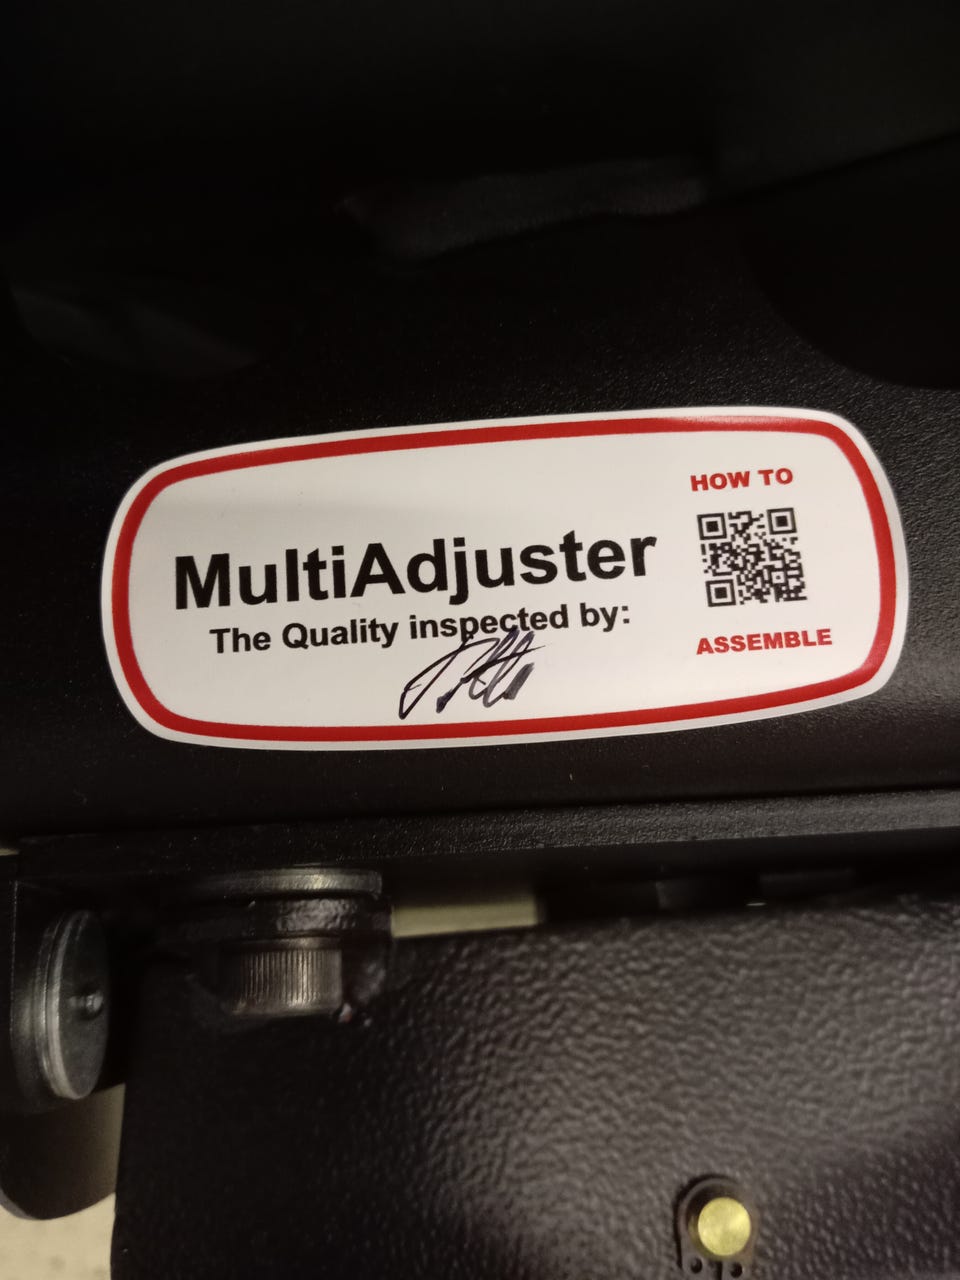 MultiAdjuster
The Quality inspected by:
HOW TO
ASSEMBLE